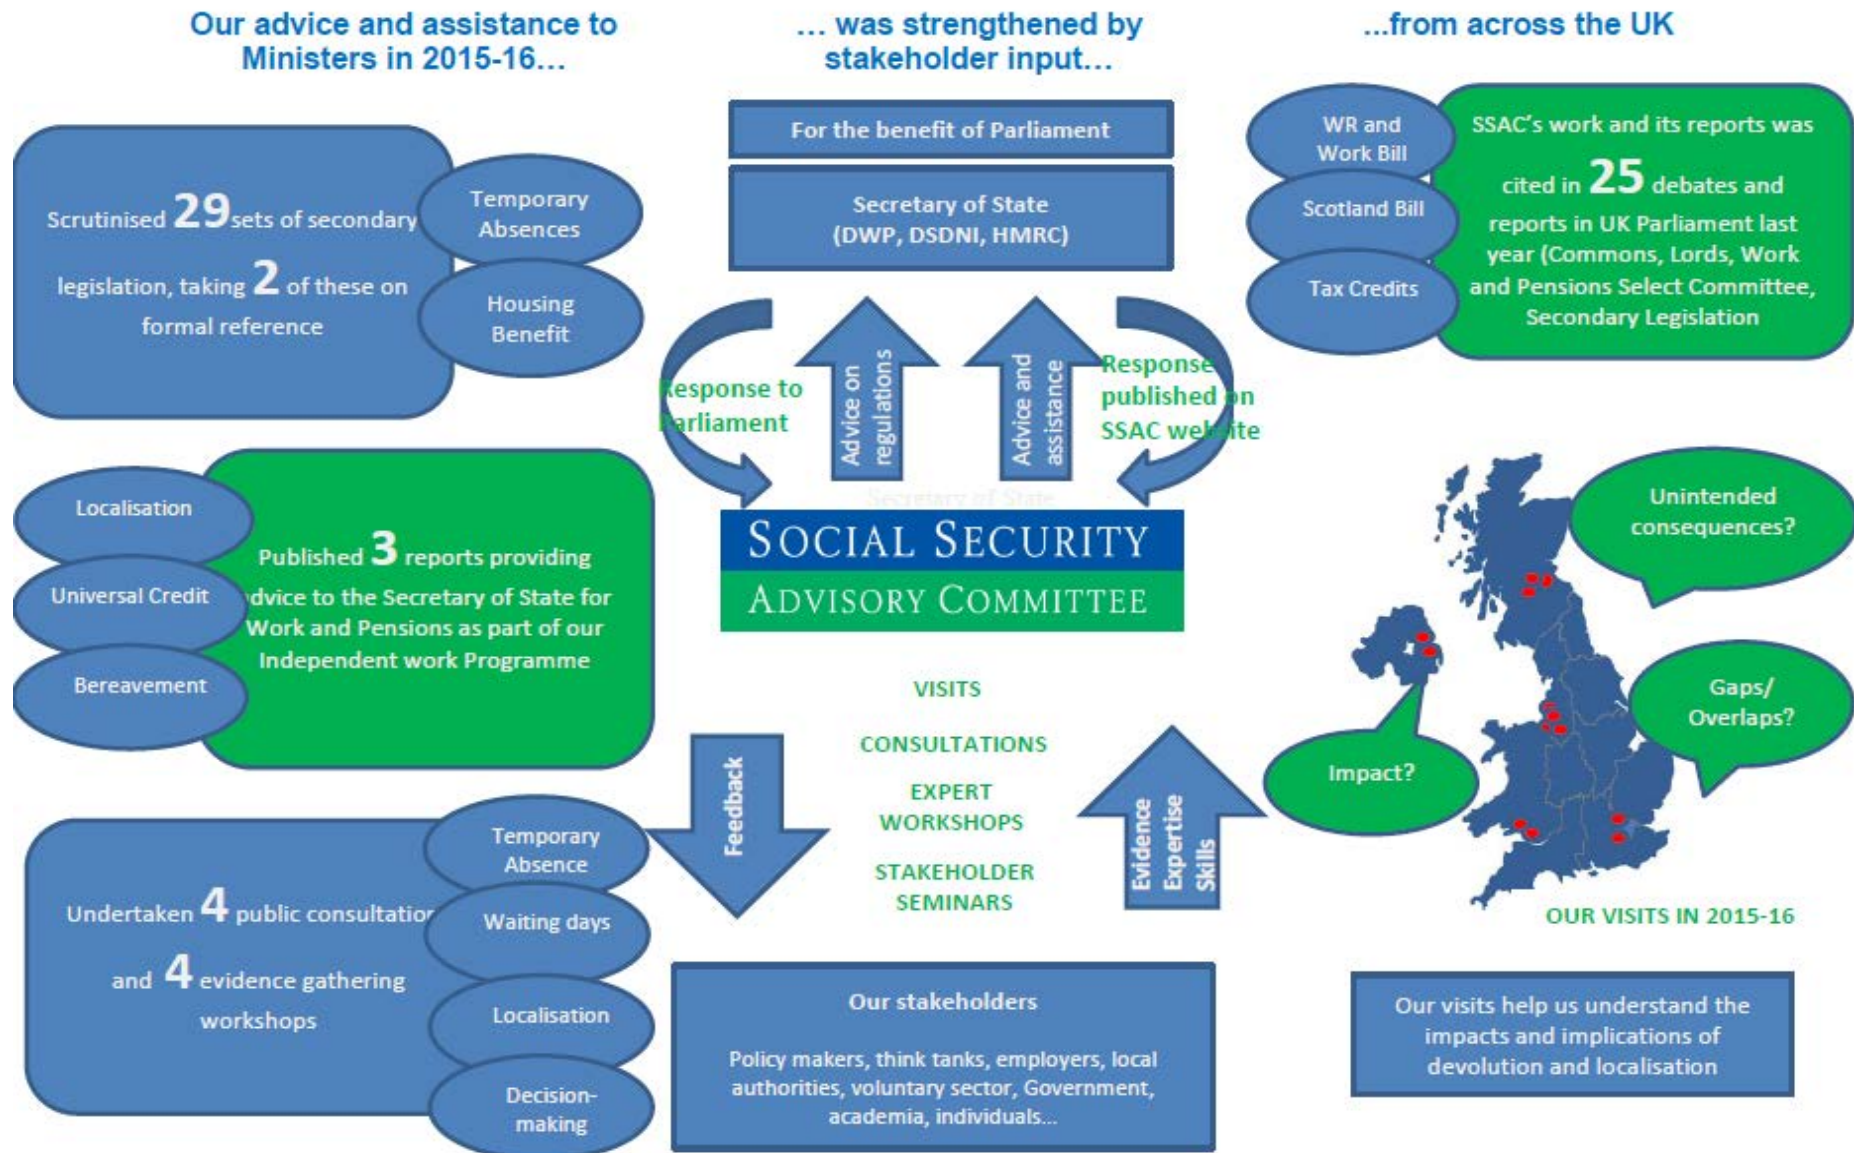 Our advice and assistance to
Ministers in 2015-16…
… was strengthened by
stakeholder input…
...from across the UK
Scrutinised 29 sets of secondary
legislation, taking 2 of these on
formal reference
Temporary
Absences
Housing
Benefit
Localisation
Universal Credit
Bereavement
Published 3 reports providing
advice to the Secretary of State for
Work and Pensions as part of our
Independent work Programme
Undertaken 4 public consultation
and 4 evidence gathering
workshops
Temporary
Absence
Waiting days
Localisation
Decision-
making
For the benefit of Parliament
Secretary of State
(DWP, DSDNI, HMRC)
Response to
Parliament
Advice on
regulations
Advice and
assistance
Response
published on
SSAC website
Secretary of State
SOCIAL SECURITY
ADVISORY COMMITTEE
Feedback
VISITS
CONSULTATIONS
EXPERT
WORKSHOPS
STAKEHOLDER
SEMINARS
Evidence
Expertise
Skills
Our stakeholders
Policy makers, think tanks, employers, local
authorities, voluntary sector, Government,
academia, individuals…
WR and
Work Bill
Scotland Bill
Tax Credits
SSAC’s work and its reports was
cited in 25 debates and
reports in UK Parliament last
year (Commons, Lords, Work
and Pensions Select Committee,
Secondary Legislation
Unintended
consequences?
Gaps/
Overlaps?
Impact?
OUR VISITS IN 2015-16
Our visits help us understand the
impacts and implications of
devolution and localisation